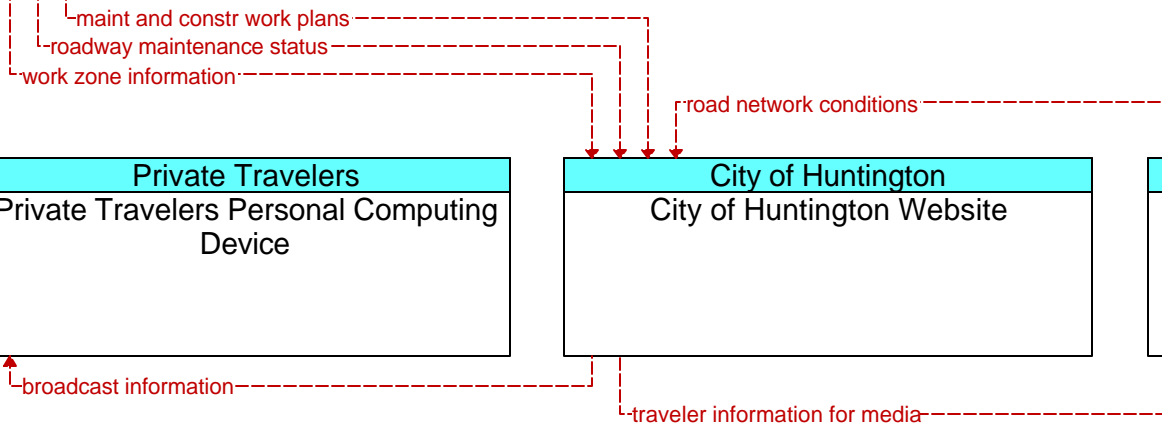 maint and constr work plans
roadway maintenance status
work zone information
road network conditions
Private Travelers
Private Travelers Personal Computing
Device
City of Huntington
City of Huntington Website
broadcast information
traveler information for media